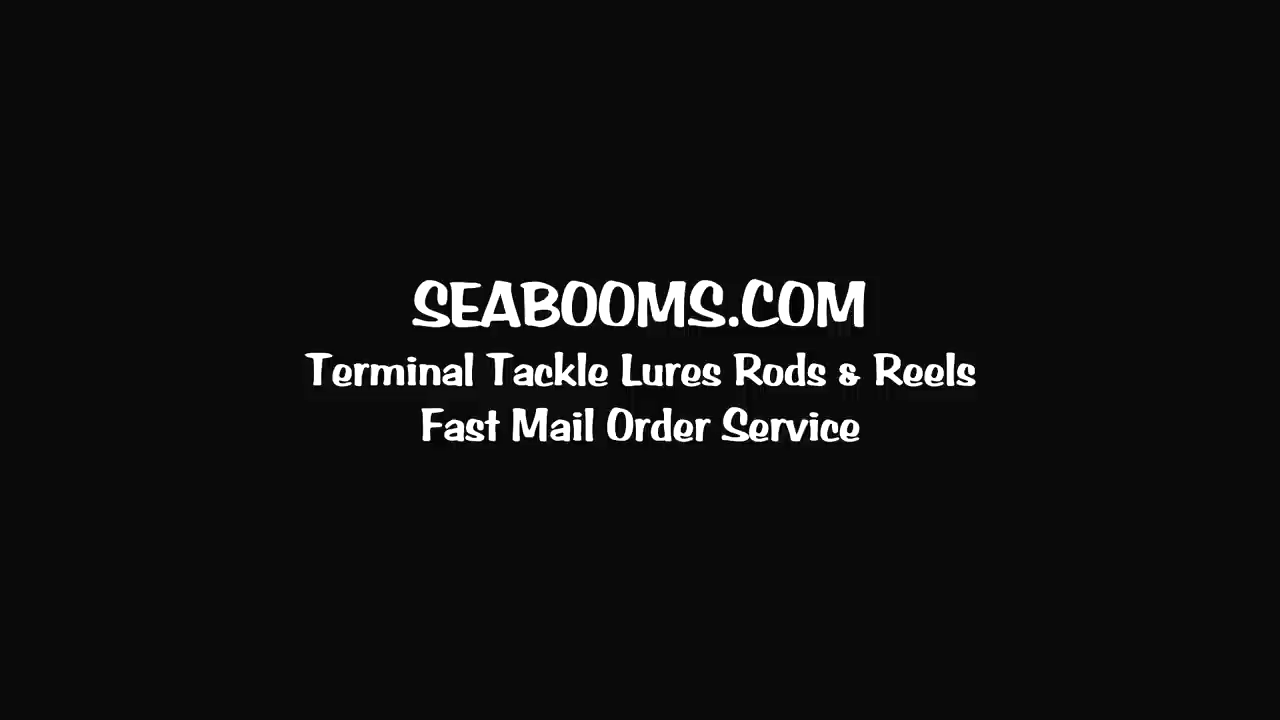 SEABOOMS.COM
Terminal Tackle Lures Rods & Reels
Fast Mail Order Service